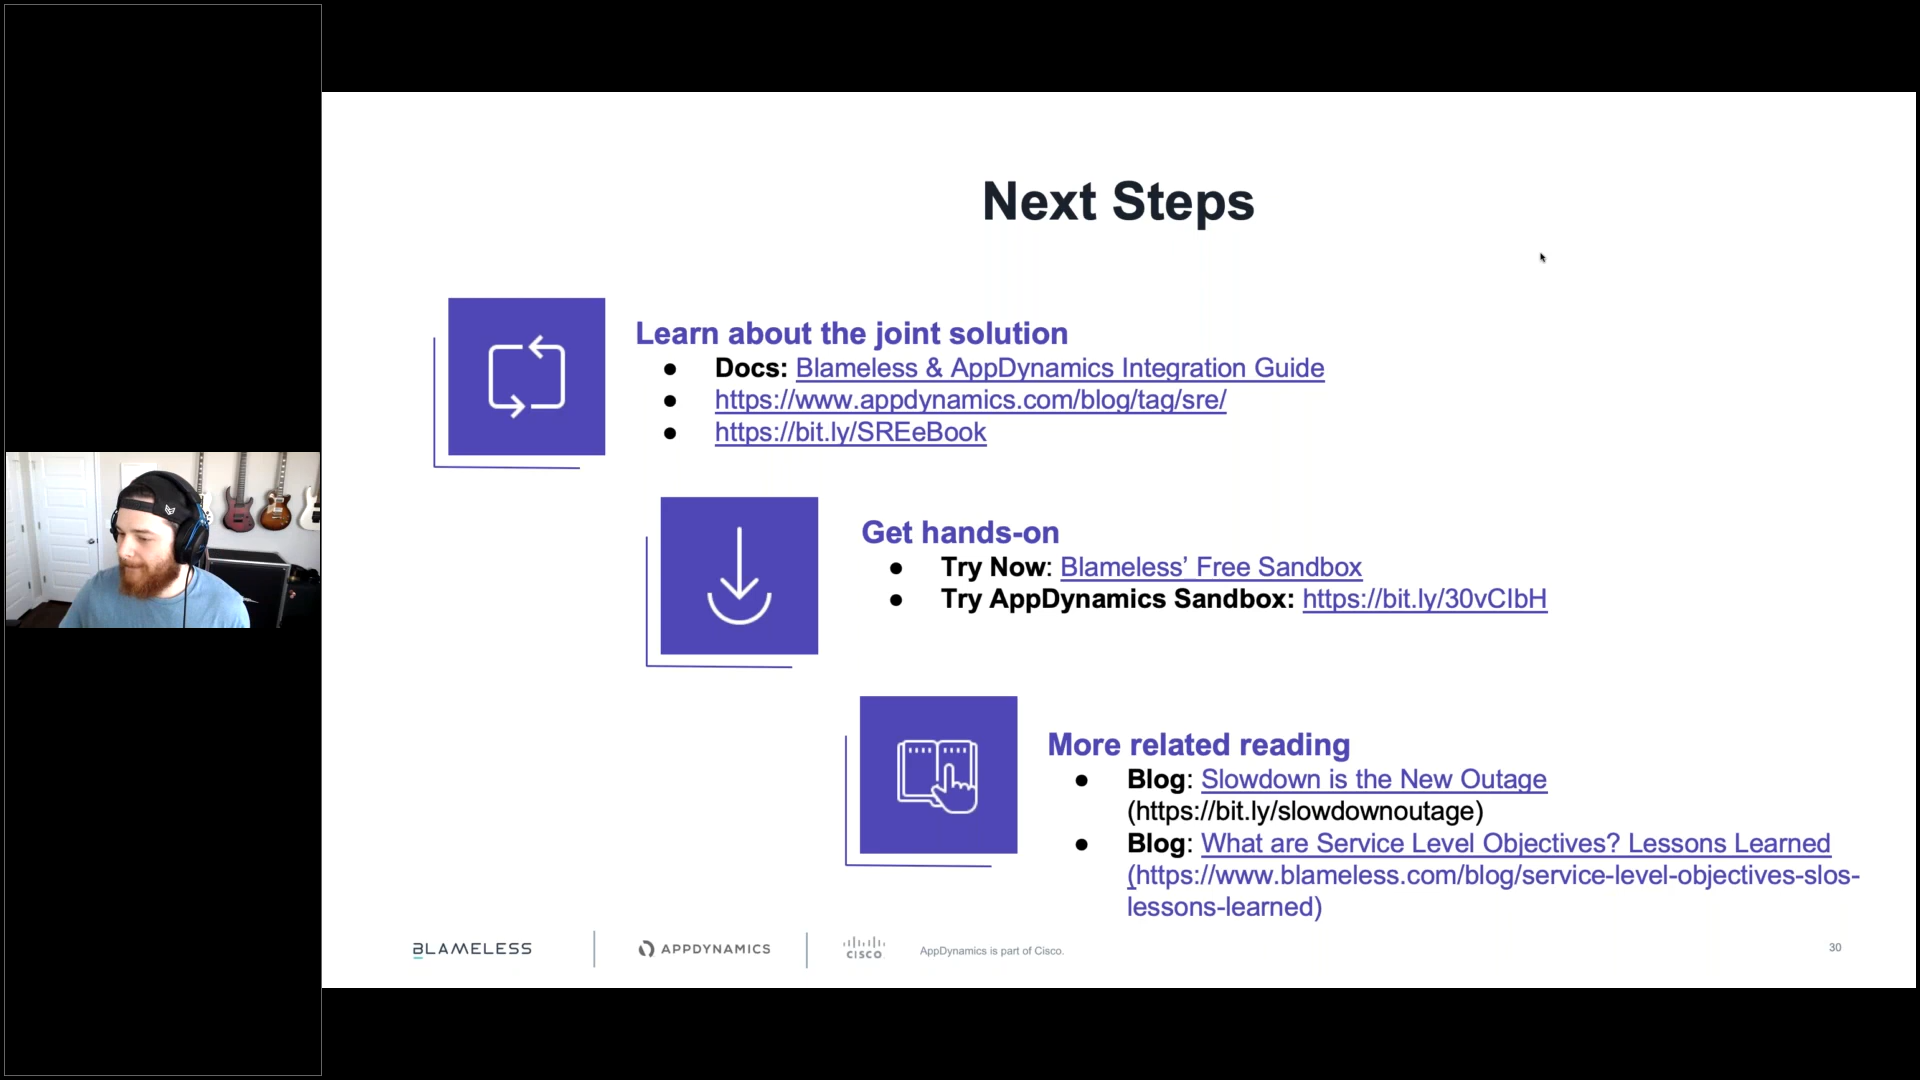 Next Steps
Learn about the joint solution
● Docs: Blameless & AppDynamics Integration Guide
● https://www.appdynamics.com/blog/tag/sre/
● https://bit.ly/SREeBook
Get hands-on
● Try Now: Blameless’ Free Sandbox
● Try AppDynamics Sandbox: https://bit.ly/30vCIbH
More related reading
● Blog: Slowdown is the New Outage
(https://bit.ly/slowdownoutage)
● Blog: What are Service Level Objectives? Lessons Learned
(https://www.blameless.com/blog/service-level-objectives-slos-
lessons-learned)
BLAMELESS
APPDYNAMICS
CISCO
AppDynamics is part of Cisco.
30